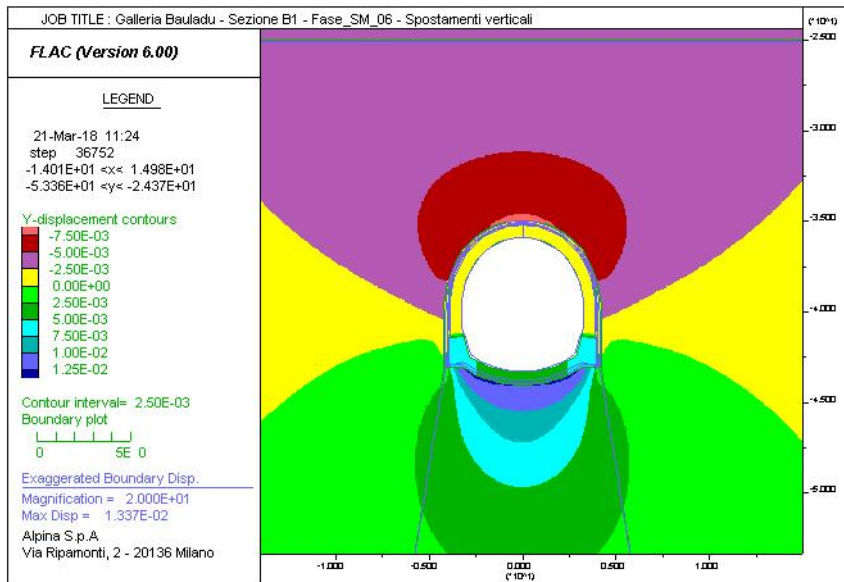 JOB TITLE : Galleria Bauladu - Sezione B1 - Fase_SM_06 - Spostamenti verticali
(*10^1)
FLAC (Version 6.00)
LEGEND
21-Mar-18 11:24
step 36752
-1.401E+01 <x< 1.498E+01
-5.336E+01 <y< -2.437E+01
Y-displacement contours
-7.50E-03
-5.00E-03
-2.50E-03
0.00E+00
2.50E-03
5.00E-03
7.50E-03
1.00E-02
1.25E-02
Contour interval= 2.50E-03
Boundary plot
0 5E 0
Exaggerated Boundary Disp.
Magnification = 2.000E+01
Max Disp = 1.337E-02
Alpina S.p.A
Via Ripamonti, 2 - 20136 Milano
-2.500
-3.000
-3.500
-4.000
-4.500
-5.000
-1.000 -0.500 0.000 0.500 1.000
(*10^1)